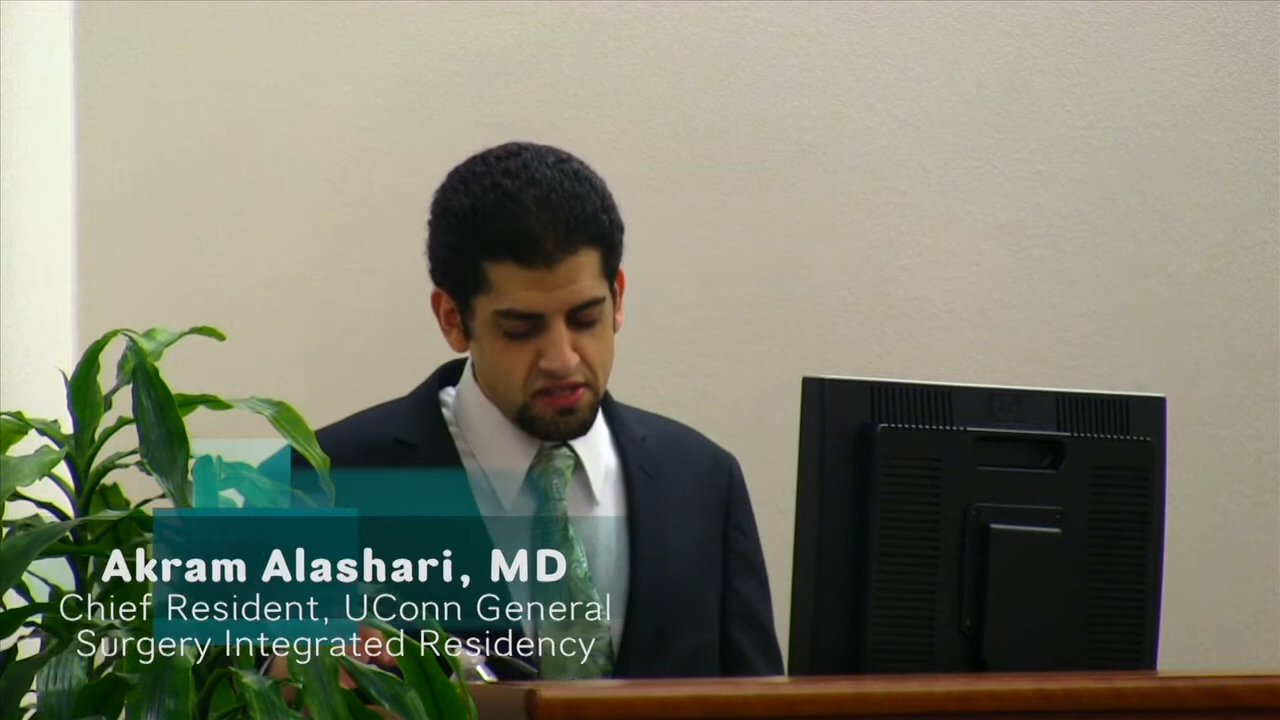 Akram Alashari, MD
Chief Resident, UConn General
Surgery Integrated Residency